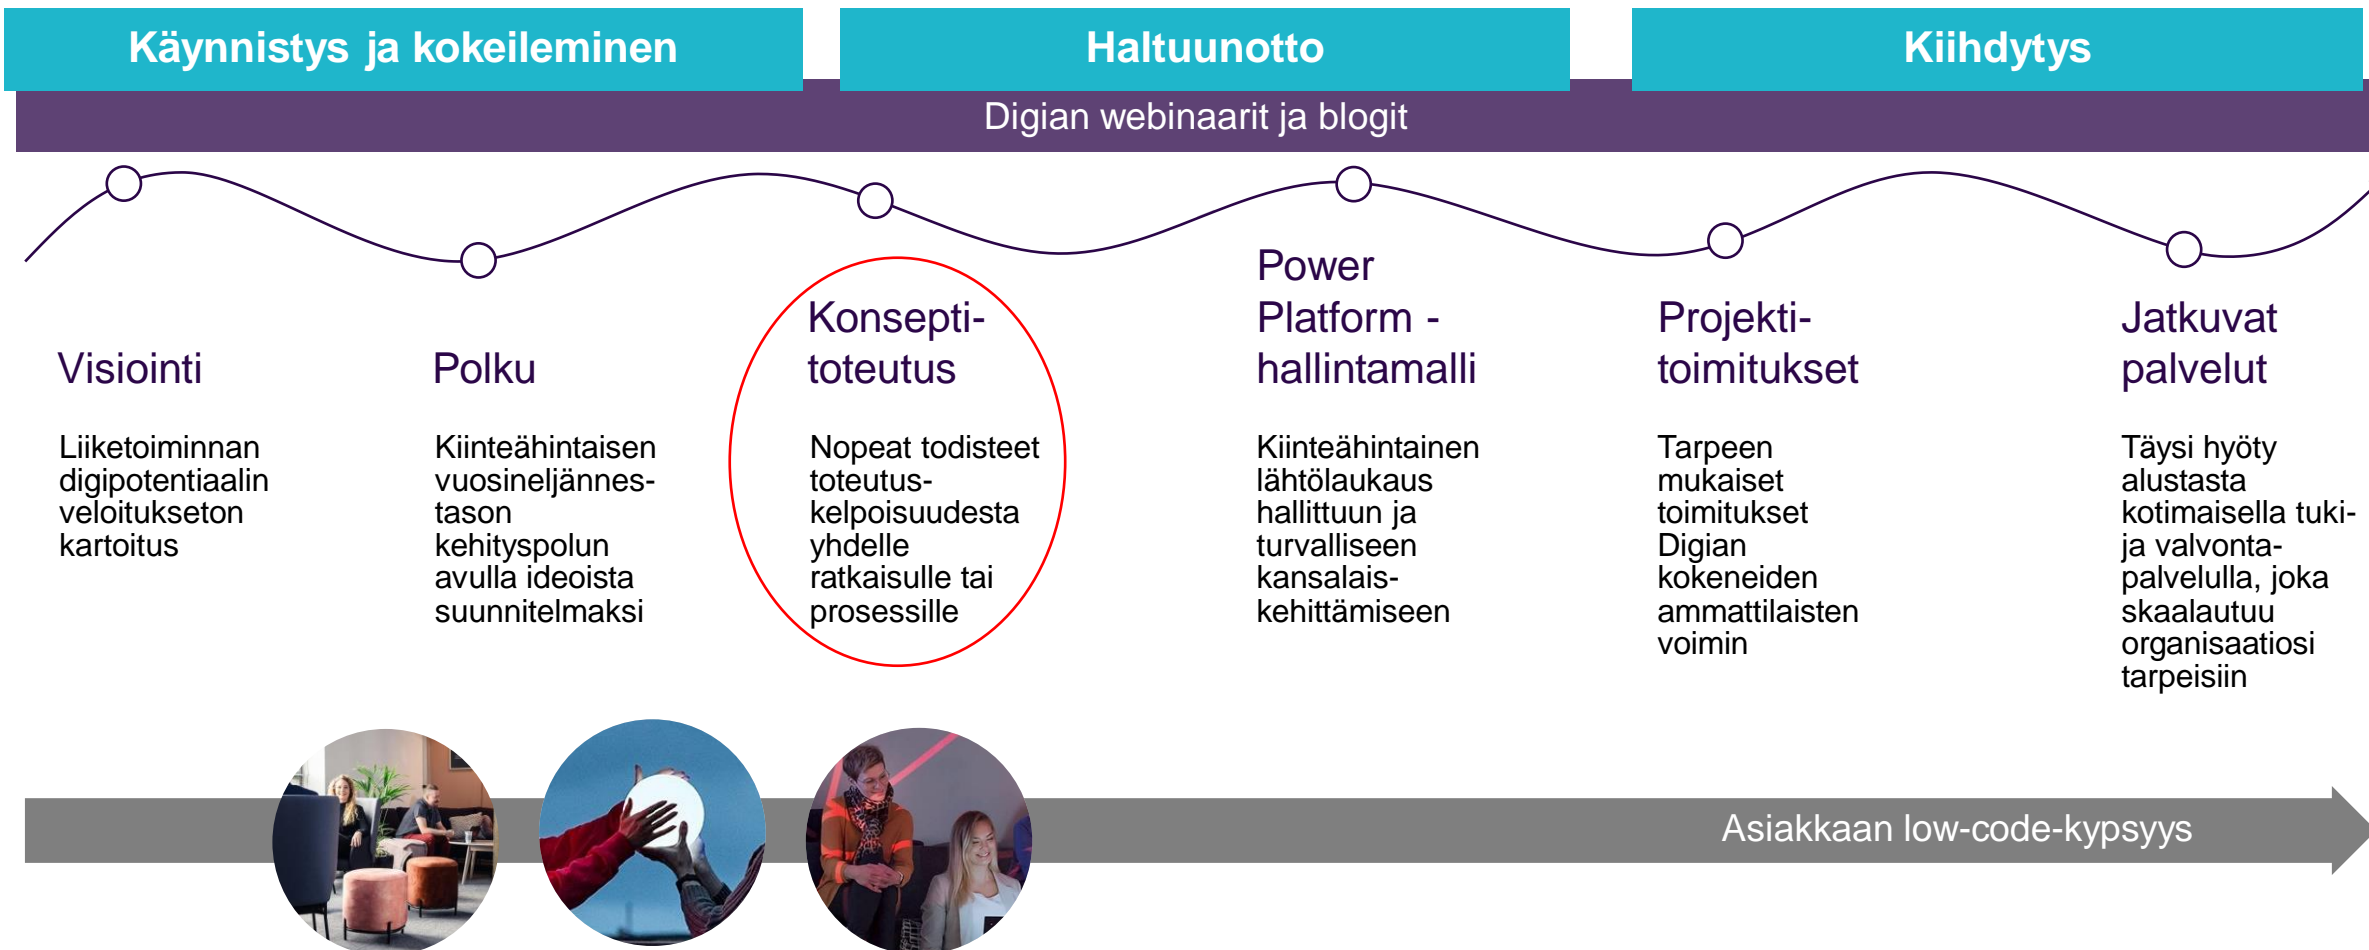 Käynnistys ja kokeileminen
Haltuunotto
Kiihdytys
Digian webinaarit ja blogit
Visiointi
Liiketoiminnan
digipotentiaalin
veloitukseton
kartoitus
Polku
Kiinteähintaisen
vuosineljännes-
tason
kehityspolun
avulla ideoista
suunnitelmaksi
Konsepti-
toteutus
Nopeat todisteet
toteutus-
kelpoisuudesta
yhdelle
ratkaisulle tai
prosessille
Power
Platform -
hallintamalli
Kiinteähintainen
lähtölaukaus
hallittuun ja
turvalliseen
kansalais-
kehittämiseen
Projekti-
toimitukset
Tarpeen
mukaiset
toimitukset
Digian
kokeneiden
ammattilaisten
voimin
Jatkuvat
palvelut
Täysi hyöty
alustasta
kotimaisella tuki-
ja valvonta-
palvelulla, joka
skaalautuu
organisaatiosi
tarpeisiin
Asiakkaan low-code-kypsyys